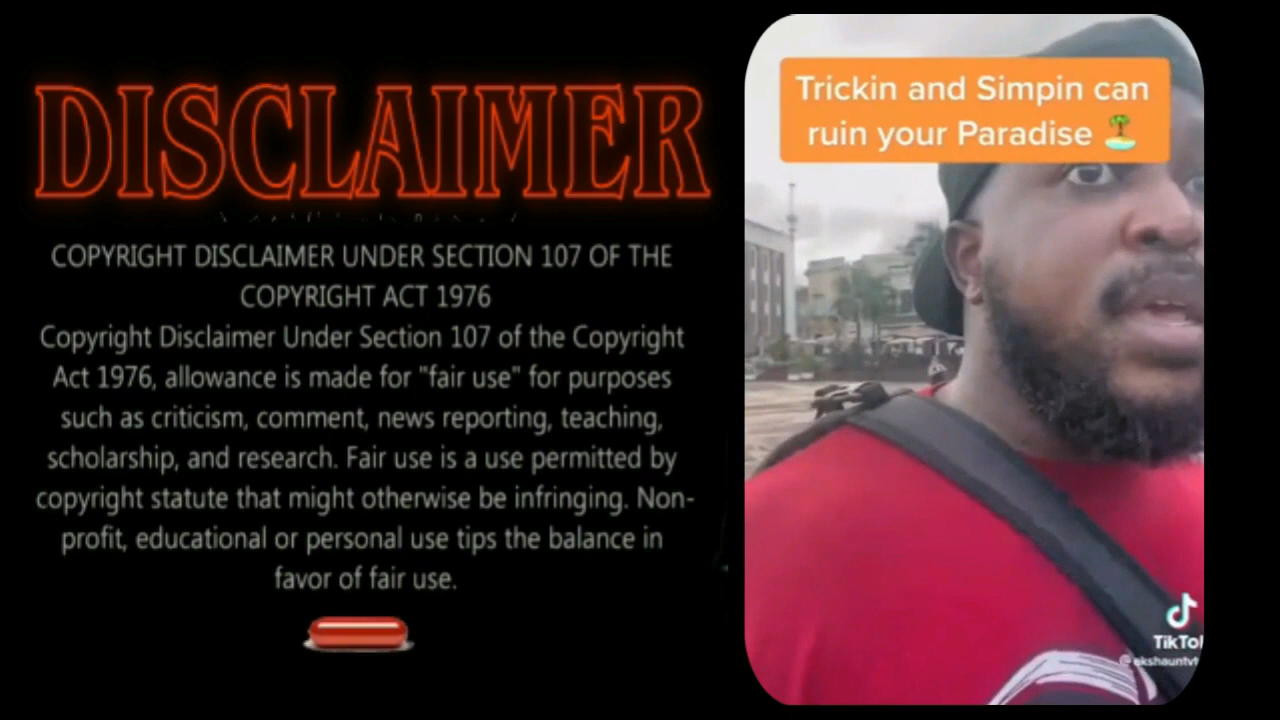 DISCLAIMER
COPYRIGHT DISCLAIMER UNDER SECTION 107 OF THE
COPYRIGHT ACT 1976
Copyright Disclaimer Under Section 107 of the Copyright
Act 1976, allowance is made for "fair use" for purposes
such as criticism, comment, news reporting, teaching,
scholarship, and research. Fair use is a use permitted by
copyright statute that might otherwise be infringing. Non-
profit, educational or personal use tips the balance in
favor of fair use.
Trickin and Simpin can
ruin your Paradise 🏝️
TikTo